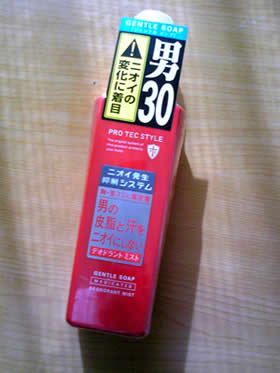 GENTLE SOAP
男30
ニオイの
変化に着目
PRO TEC STYLE
ニオイ発生
抑制システム
男の
皮脂と汗を
ニオイにしない
デオドラント ミスト
GENTLE SOAP
MEDICATED
DEODORANT MIST